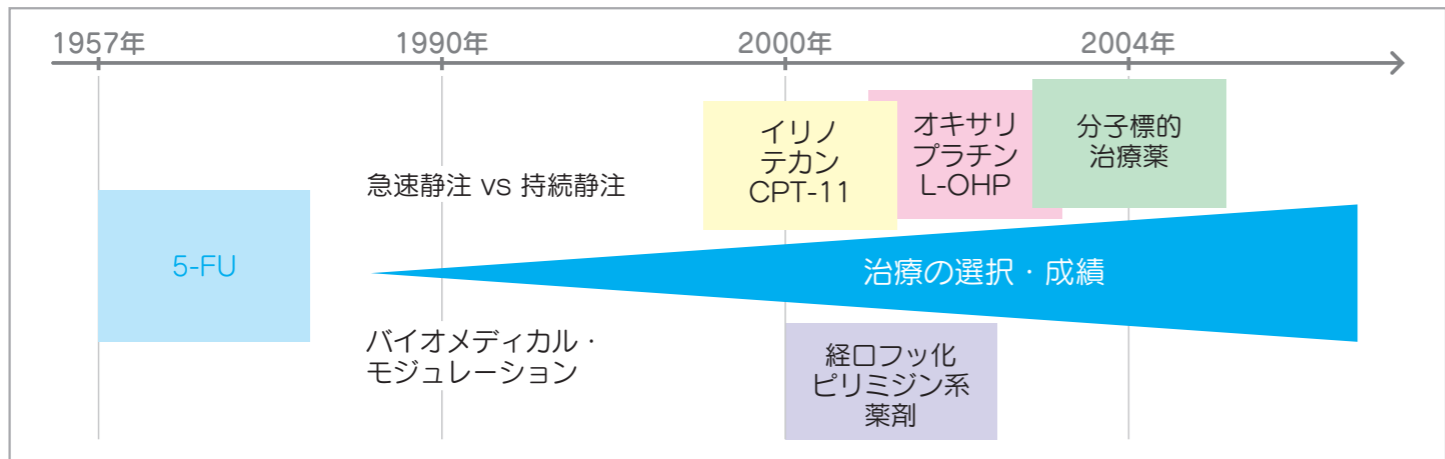 1957年
1990年
2000年
2004年
イリノ
テカン
CPT-11
オキサリ
プラチン
L-OHP
分子標的
治療薬
急速静注 vs 持続静注
5-FU
治療の選択・成績
バイオメディカル・
モジュレーション
経口フッ化
ピリミジン系
薬剤